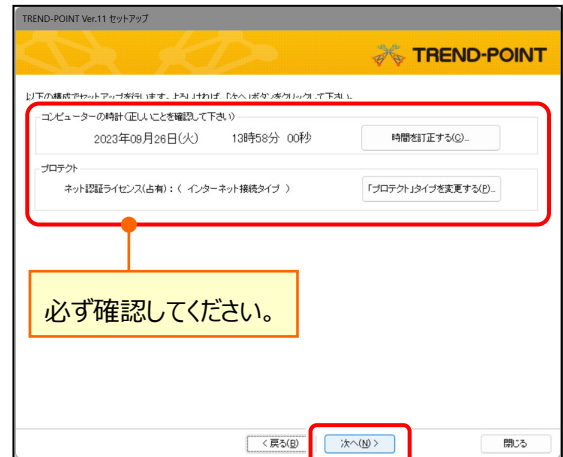 TREND-POINT Ver.11 セットアップ
TREND-POINT
以下の構成でセットアップを行います。よろしければ「次へ」ボタンをクリックして下さい。
コンピューターの時計(正しいことを確認して下さい)
2023年09月26日(火) 13時58分 00秒
時間を訂正する(C)...
プロテクト
ネット認証ライセンス(占有):( インターネット接続タイプ )
「プロテクト」タイプを変更する(P)...
必ず確認してください。
< 戻る(B)
次へ(N) >
閉じる